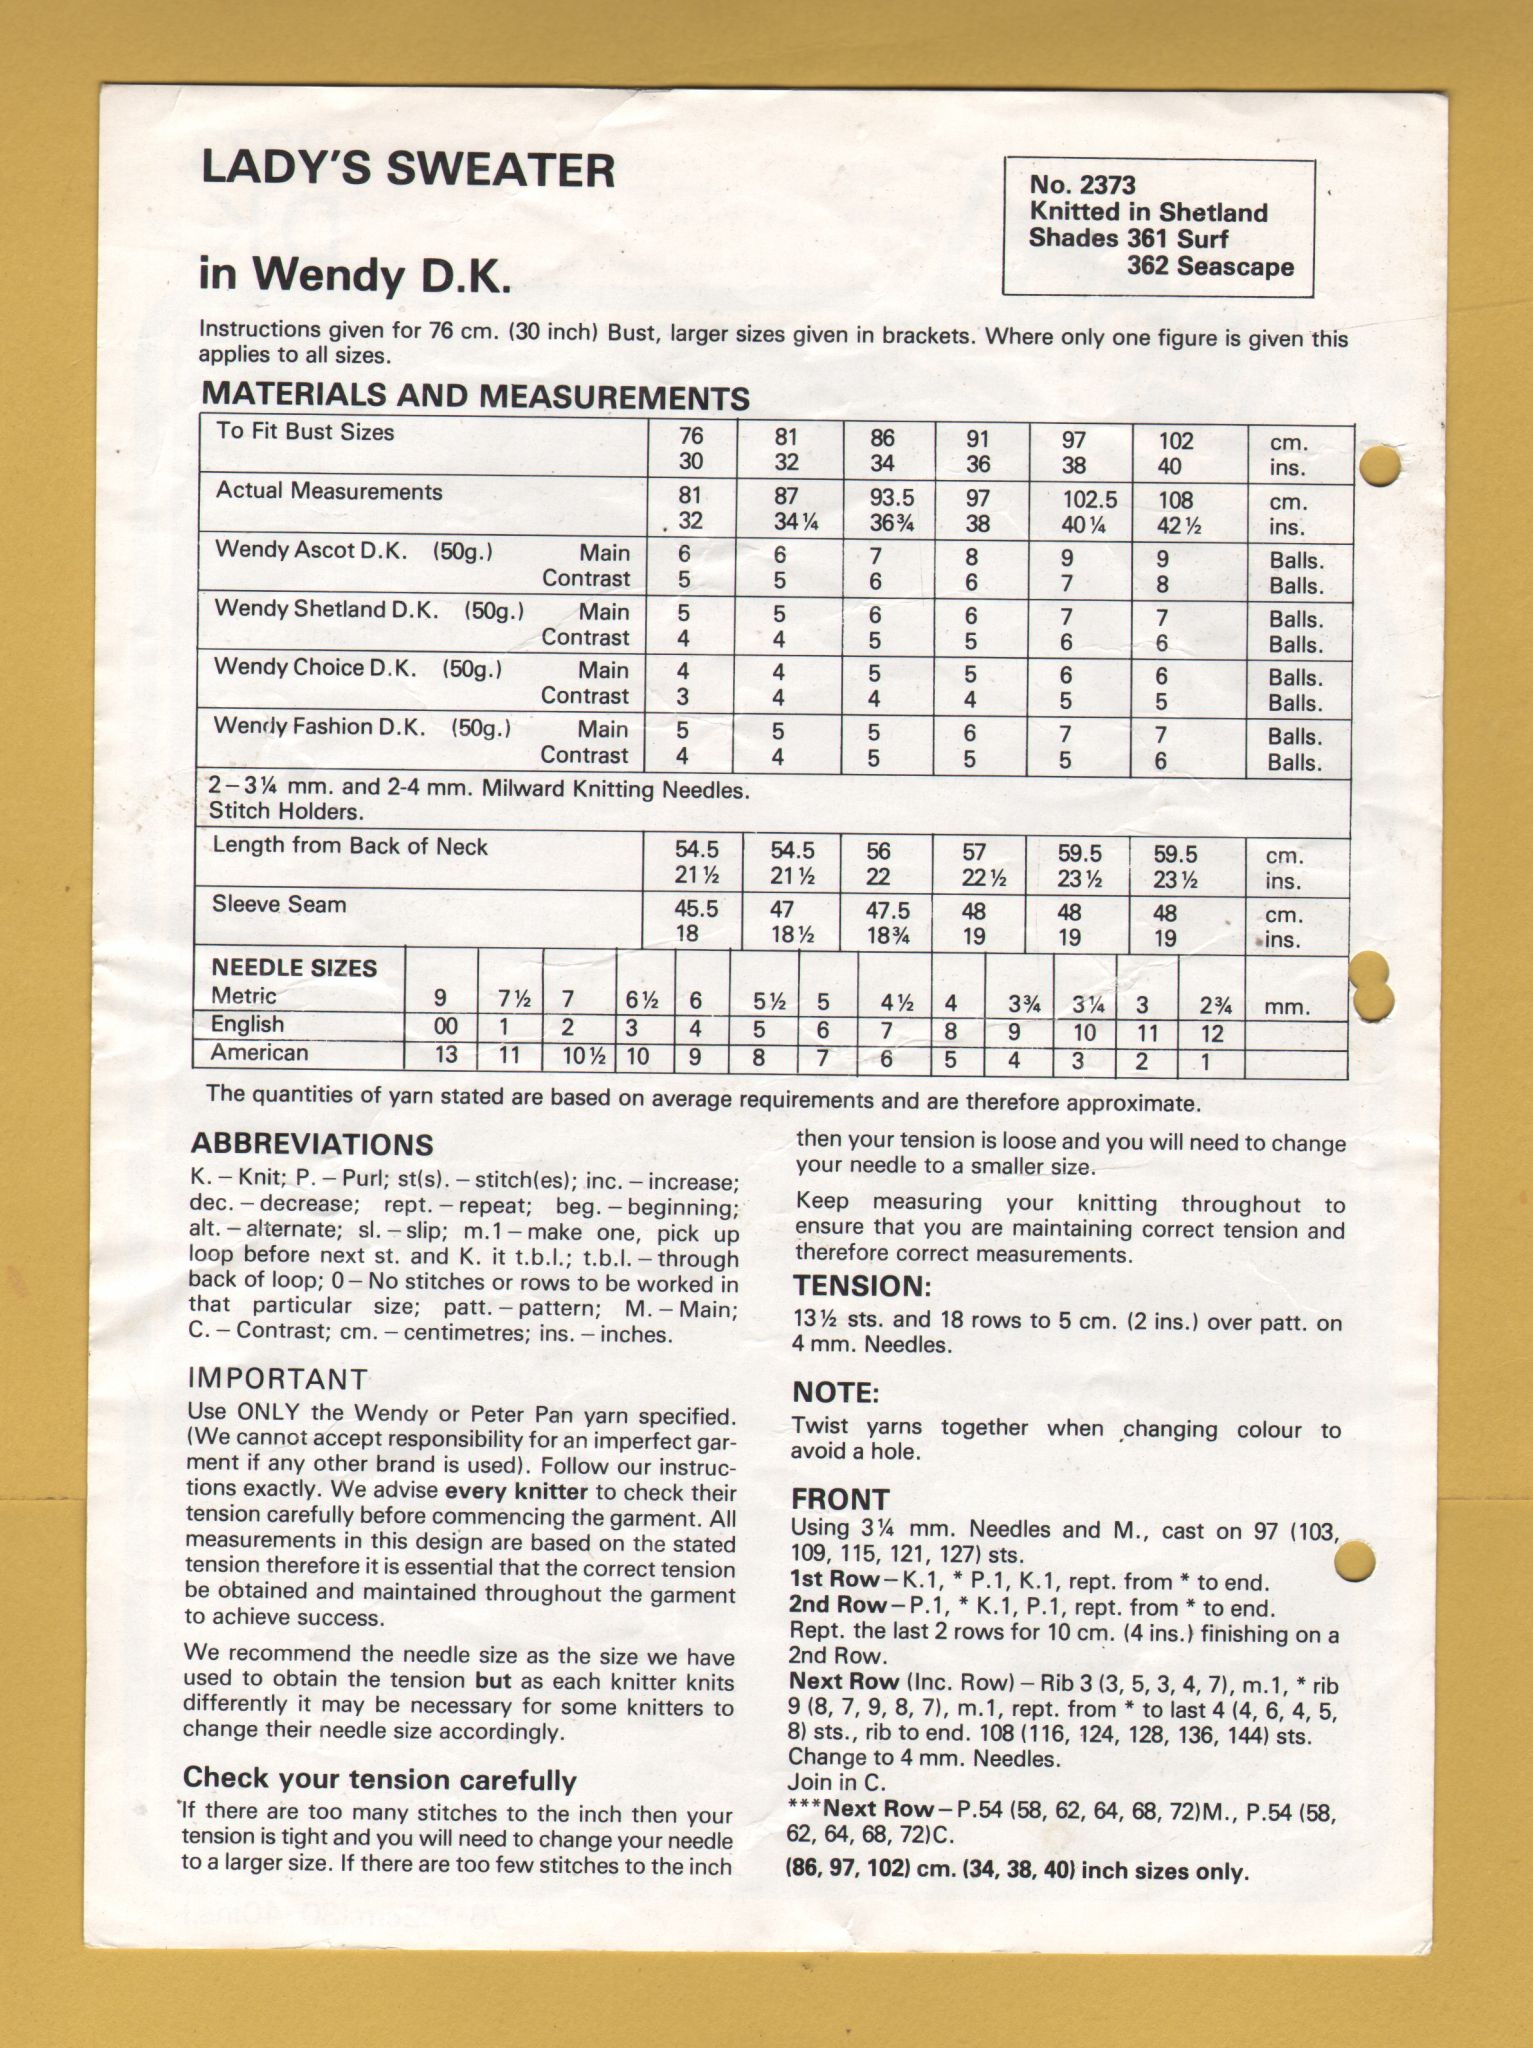 LADY'S SWEATER
in Wendy D.K.
No. 2373
Knitted in Shetland
Shades 361 Surf
362 Seascape
Instructions given for 76 cm. (30 inch) Bust, larger sizes given in brackets. Where only one figure is given this
applies to all sizes.
MATERIALS AND MEASUREMENTS
To Fit Bust Sizes 76 81 86 91 97 102 cm.
30 32 34 36 38 40 ins.
Actual Measurements 81 87 93.5 97 102.5 108 cm.
32 34¼ 36¾ 38 40¼ 42½ ins.
Wendy Ascot D.K. (50g.) Main 6 6 7 8 9 9 Balls.
Contrast 5 5 6 6 7 8 Balls.
Wendy Shetland D.K. (50g.) Main 5 5 6 6 7 7 Balls.
Contrast 4 4 5 5 6 6 Balls.
Wendy Choice D.K. (50g.) Main 4 4 5 5 6 6 Balls.
Contrast 3 4 4 4 5 5 Balls.
Wendy Fashion D.K. (50g.) Main 5 5 5 6 7 7 Balls.
Contrast 4 4 5 5 5 6 Balls.
2–3¼ mm. and 2-4 mm. Milward Knitting Needles.
Stitch Holders.
Length from Back of Neck 54.5 54.5 56 57 59.5 59.5 cm.
21½ 21½ 22 22½ 23½ 23½ ins.
Sleeve Seam 45.5 47 47.5 48 48 48 cm.
18 18½ 18¾ 19 19 19 ins.
NEEDLE SIZES
Metric 9 7½ 7 6½ 6 5½ 5 4½ 4 3¾ 3¼ 3 2¾ mm.
English 00 1 2 3 4 5 6 7 8 9 10 11 12
American 13 11 10½ 10 9 8 7 6 5 4 3 2 1
The quantities of yarn stated are based on average requirements and are therefore approximate.
ABBREVIATIONS
K. – Knit; P. – Purl; st(s). – stitch(es); inc. – increase;
dec. – decrease; rept. – repeat; beg. – beginning;
alt. – alternate; sl. – slip; m.1 – make one, pick up
loop before next st. and K. it t.b.l.; t.b.l. – through
back of loop; 0 – No stitches or rows to be worked in
that particular size; patt. – pattern; M. – Main;
C. – Contrast; cm. – centimetres; ins. – inches.
IMPORTANT
Use ONLY the Wendy or Peter Pan yarn specified.
(We cannot accept responsibility for an imperfect gar-
ment if any other brand is used). Follow our instruc-
tions exactly. We advise every knitter to check their
tension carefully before commencing the garment. All
measurements in this design are based on the stated
tension therefore it is essential that the correct tension
be obtained and maintained throughout the garment
to achieve success.
We recommend the needle size as the size we have
used to obtain the tension but as each knitter knits
differently it may be necessary for some knitters to
change their needle size accordingly.
Check your tension carefully
If there are too many stitches to the inch then your
tension is tight and you will need to change your needle
to a larger size. If there are too few stitches to the inch
then your tension is loose and you will need to change
your needle to a smaller size.
Keep measuring your knitting throughout to
ensure that you are maintaining correct tension and
therefore correct measurements.
TENSION:
13½ sts. and 18 rows to 5 cm. (2 ins.) over patt. on
4 mm. Needles.
NOTE:
Twist yarns together when changing colour to
avoid a hole.
FRONT
Using 3¼ mm. Needles and M., cast on 97 (103,
109, 115, 121, 127) sts.
1st Row – K.1, * P.1, K.1, rept. from * to end.
2nd Row – P.1, * K.1, P.1, rept. from * to end.
Rept. the last 2 rows for 10 cm. (4 ins.) finishing on a
2nd Row.
Next Row (Inc. Row) – Rib 3 (3, 5, 3, 4, 7), m.1, * rib
9 (8, 7, 9, 8, 7), m.1, rept. from * to last 4 (4, 6, 4, 5,
8) sts., rib to end. 108 (116, 124, 128, 136, 144) sts.
Change to 4 mm. Needles.
Join in C.
***Next Row – P.54 (58, 62, 64, 68, 72)M., P.54 (58,
62, 64, 68, 72)C.
(86, 97, 102) cm. (34, 38, 40) inch sizes only.